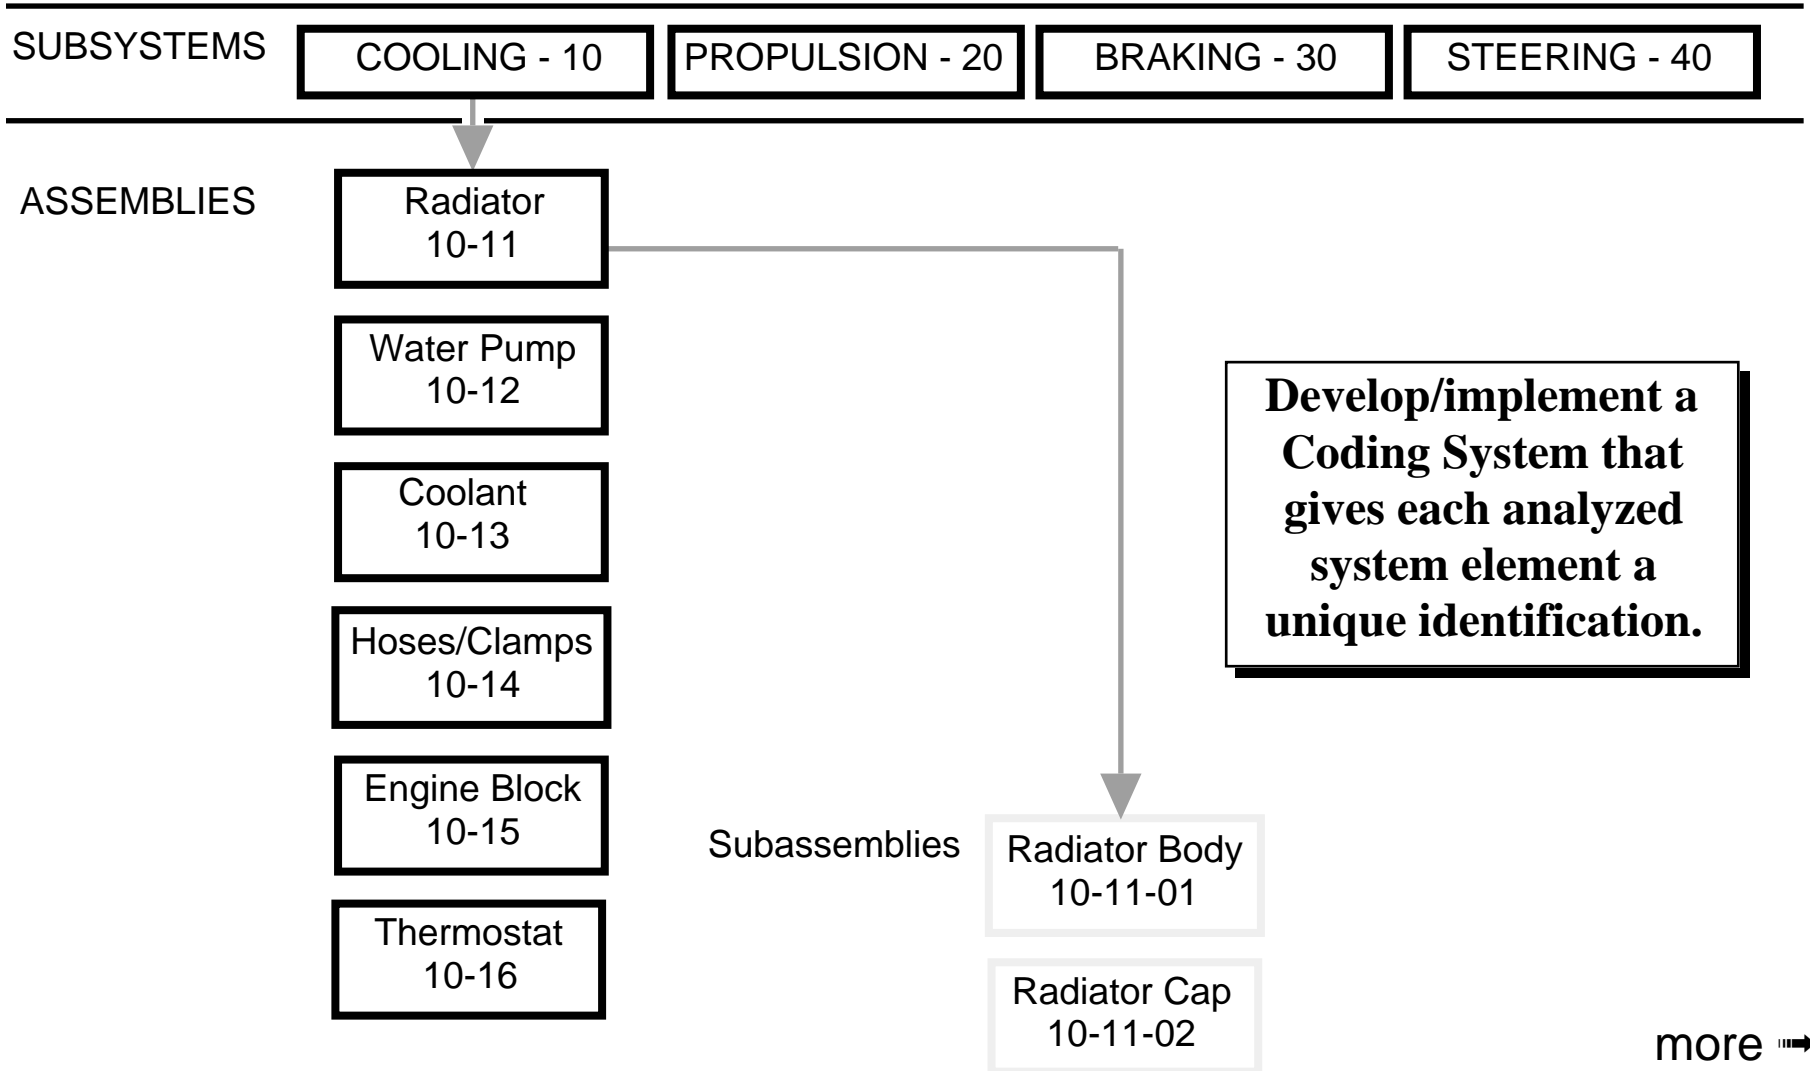 SUBSYSTEMS
COOLING - 10
PROPULSION - 20
BRAKING - 30
STEERING - 40
ASSEMBLIES
Radiator
10-11
Water Pump
10-12
Coolant
10-13
Hoses/Clamps
10-14
Engine Block
10-15
Thermostat
10-16
Develop/implement a
Coding System that
gives each analyzed
system element a
unique identification.
Subassemblies
Radiator Body
10-11-01
Radiator Cap
10-11-02
more ➟